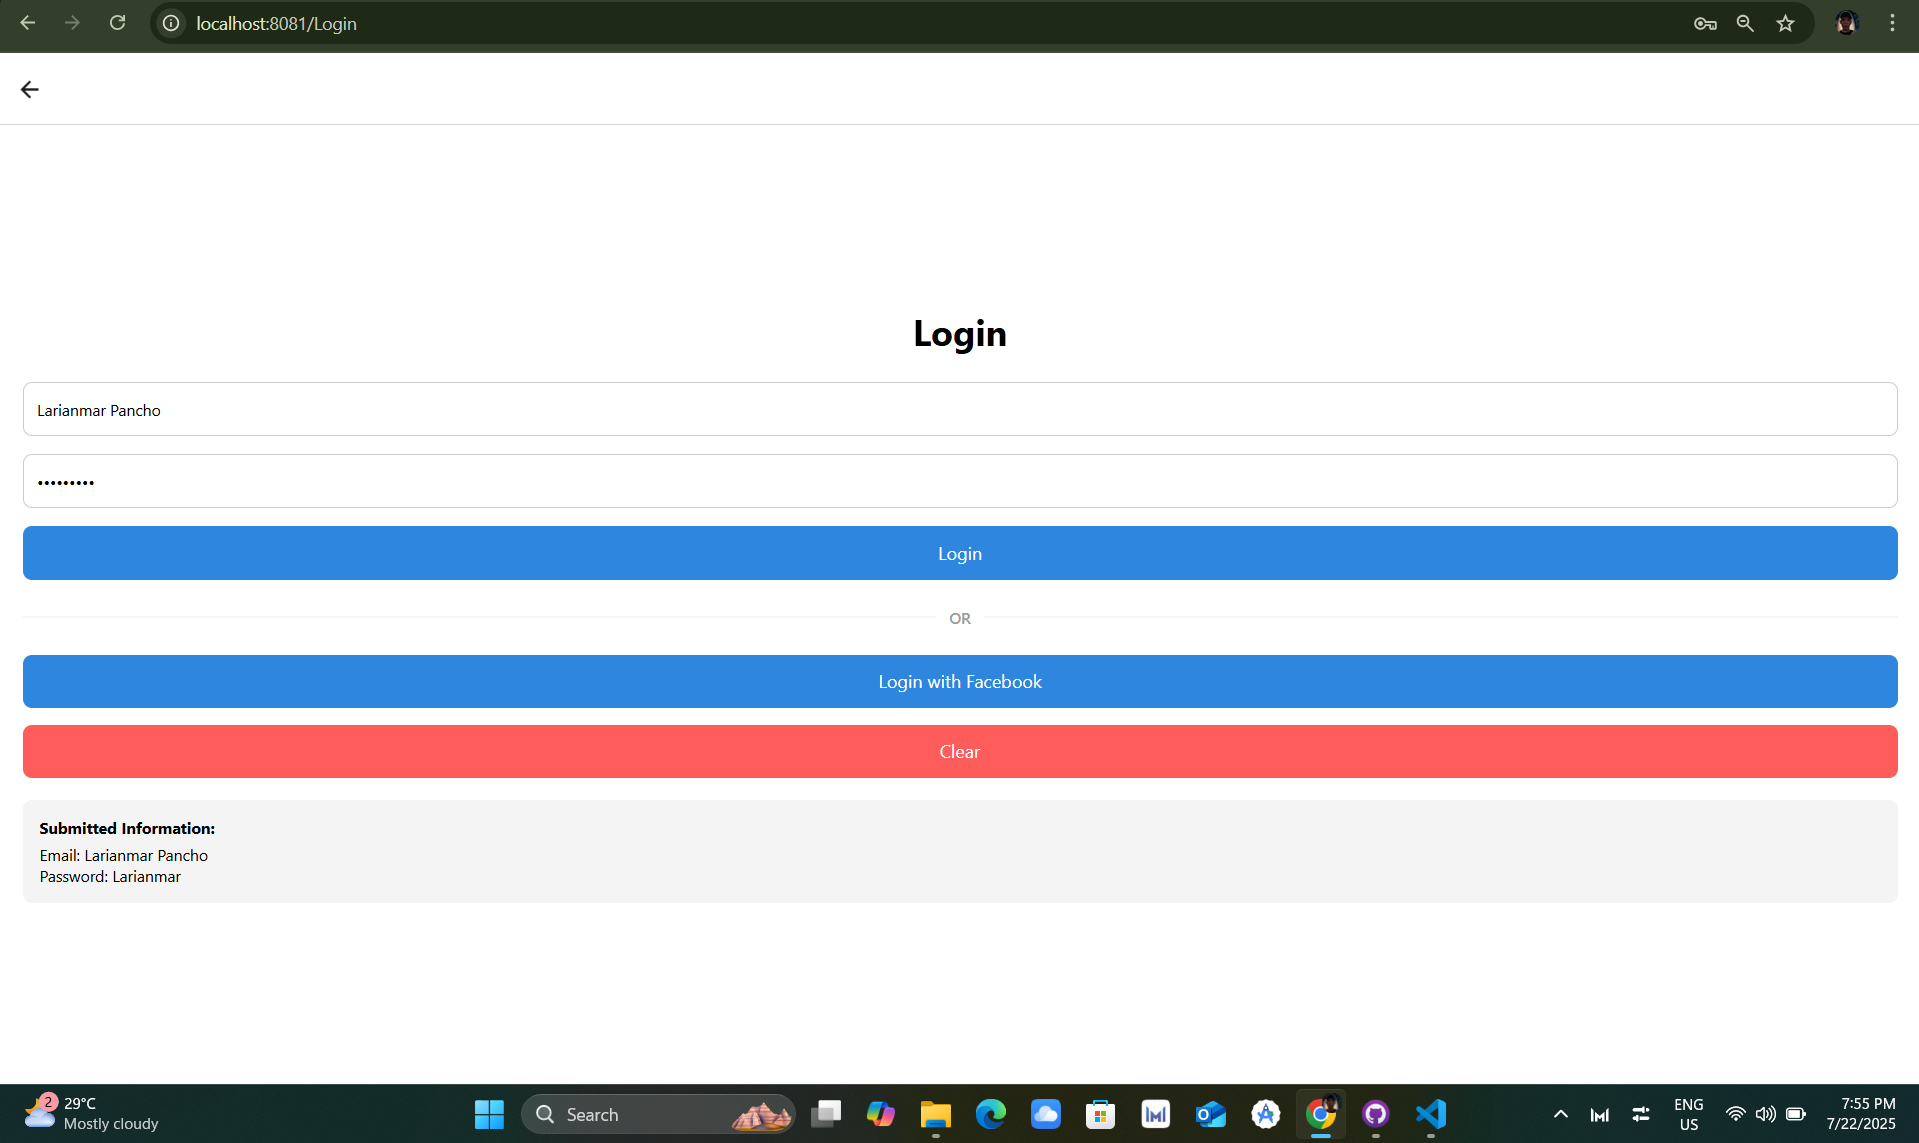 localhost:8081/Login
Login
Larianmar Pancho
•••••••••
Login
OR
Login with Facebook
Clear
Submitted Information:
Email: Larianmar Pancho
Password: Larianmar
2
29°C
Mostly cloudy
Search
ENG
US
7:55 PM
7/22/2025